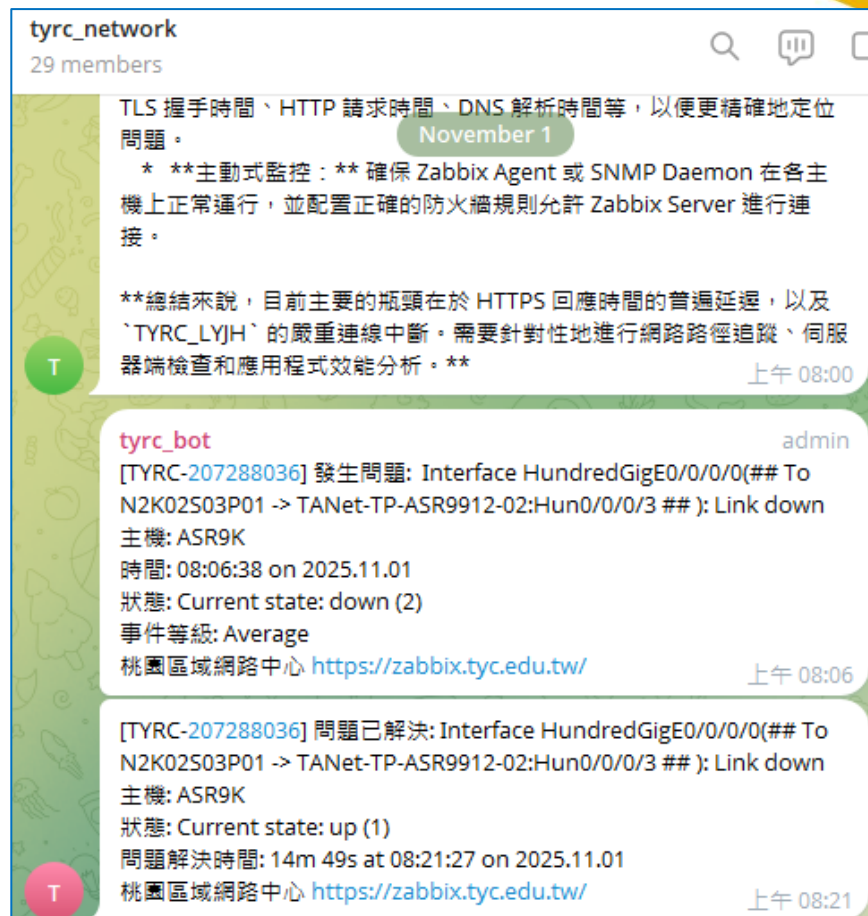 tyrc_network
29 members
TLS 握手時間、HTTP 請求時間、DNS 解析時間等，以便更精確地定位
問題。
November 1
* **主動式監控：** 確保 Zabbix Agent 或 SNMP Daemon 在各主
機上正常運行，並配置正確的防火牆規則允許 Zabbix Server 進行連
接。
**總結來說，目前主要的瓶頸在於 HTTPS 回應時間的普遍延遲，以及
`TYRC_LYJH` 的嚴重連線中斷。需要針對性地進行網路路徑追蹤、伺服
器端檢查和應用程式效能分析。**
上午 08:00
T
tyrc_bot
admin
[TYRC-207288036] 發生問題: Interface HundredGigE0/0/0/0(## To
N2K02S03P01 -> TANet-TP-ASR9912-02:Hun0/0/0/3 ## ): Link down
主機: ASR9K
時間: 08:06:38 on 2025.11.01
狀態: Current state: down (2)
事件等級: Average
桃園區域網路中心 https://zabbix.tyc.edu.tw/
上午 08:06
[TYRC-207288036] 問題已解決: Interface HundredGigE0/0/0/0(## To
N2K02S03P01 -> TANet-TP-ASR9912-02:Hun0/0/0/3 ## ): Link down
主機: ASR9K
狀態: Current state: up (1)
問題解決時間: 14m 49s at 08:21:27 on 2025.11.01
桃園區域網路中心 https://zabbix.tyc.edu.tw/
上午 08:21
T